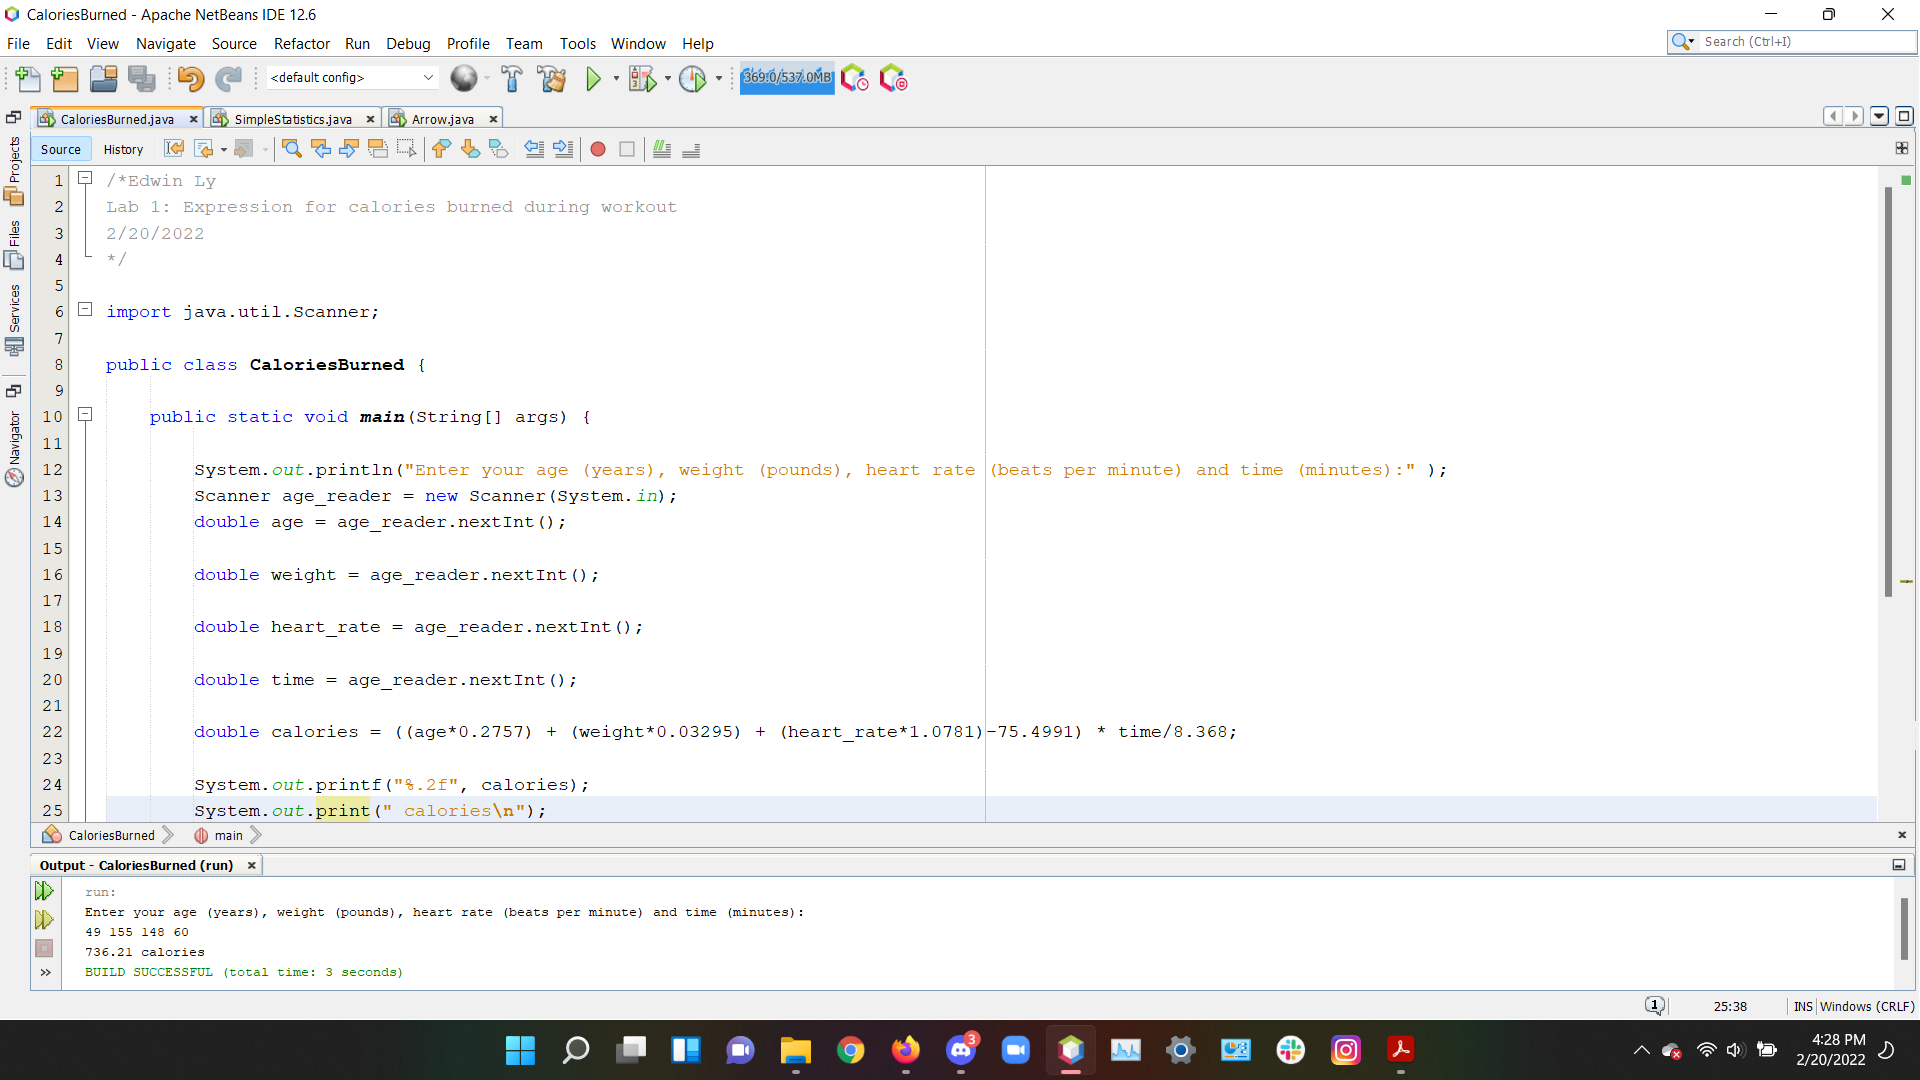 CaloriesBurned - Apache NetBeans IDE 12.6
File Edit View Navigate Source Refactor Run Debug Profile Team Tools Window Help
Search (Ctrl+I)
<default config>
369.0/537.0MB
CaloriesBurned.java SimpleStatistics.java Arrow.java
Source History
Projects
Files
Services
Navigator
1 /*Edwin Ly
2 Lab 1: Expression for calories burned during workout
3 2/20/2022
4 */
5
6 import java.util.Scanner;
7
8 public class CaloriesBurned {
9
10 public static void main(String[] args) {
11
12 System.out.println("Enter your age (years), weight (pounds), heart rate (beats per minute) and time (minutes):" );
13 Scanner age_reader = new Scanner(System.in);
14 double age = age_reader.nextInt();
15
16 double weight = age_reader.nextInt();
17
18 double heart_rate = age_reader.nextInt();
19
20 double time = age_reader.nextInt();
21
22 double calories = ((age*0.2757) + (weight*0.03295) + (heart_rate*1.0781)-75.4991) * time/8.368;
23
24 System.out.printf("%.2f", calories);
25 System.out.print(" calories\n");
CaloriesBurned main
Output - CaloriesBurned (run)
run:
Enter your age (years), weight (pounds), heart rate (beats per minute) and time (minutes):
49 155 148 60
736.21 calories
BUILD SUCCESSFUL (total time: 3 seconds)
1 25:38 INS Windows (CRLF)
3
4:28 PM
2/20/2022